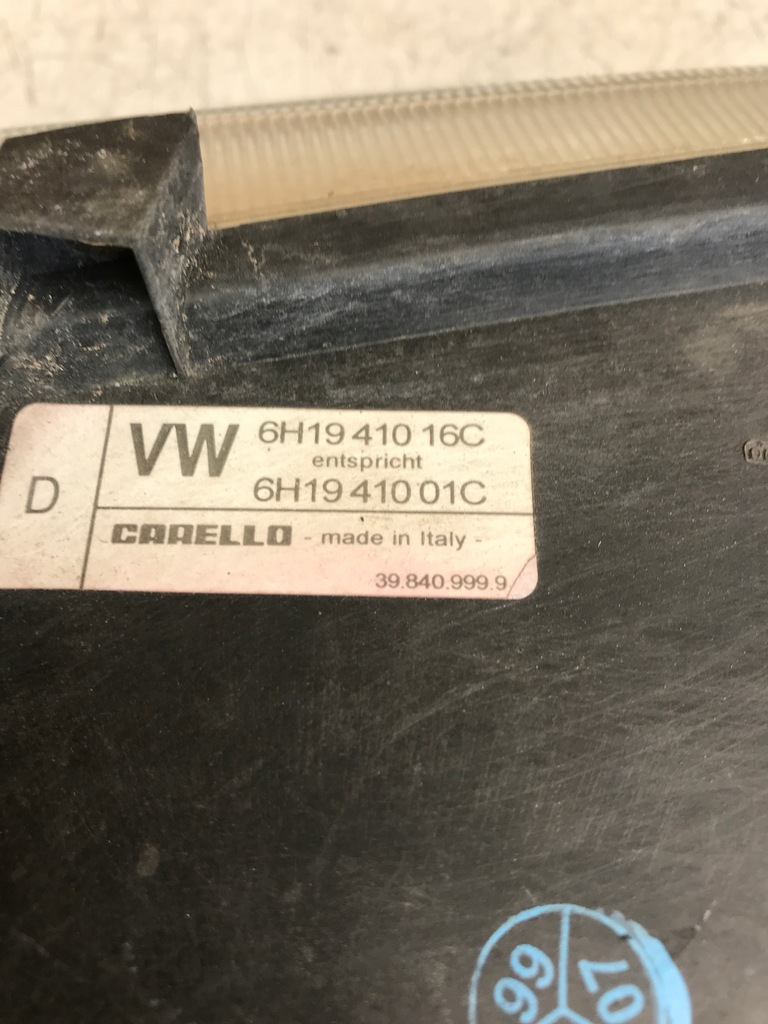 D
VW 6H19 410 16C
entspricht
6H19 410 01C
CARELLO - made in Italy -
39.840.999.9
99
07